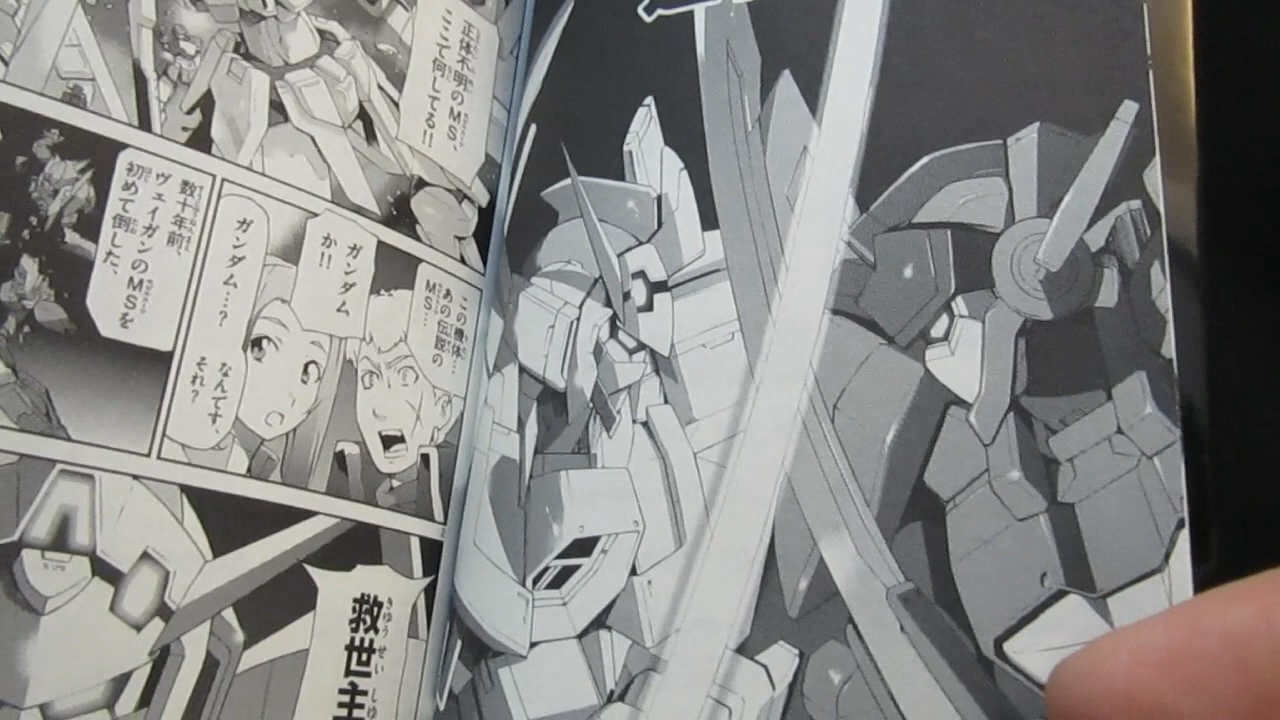 正体不明のMS、
ここで何してる!!
この機体…
あの伝説の
MS…
ガンダム
か!!
ガンダム…?
なんです、
それ?
数十年前、
ヴェイガンのMSを
初めて倒した、
救世主